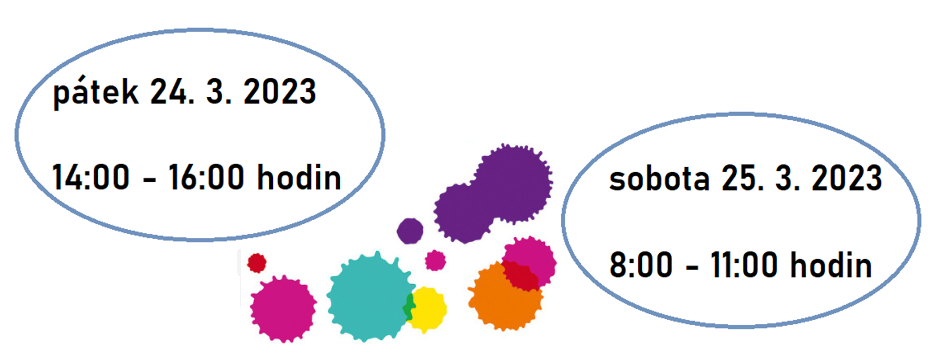 pátek 24. 3. 2023
14:00 - 16:00 hodin
sobota 25. 3. 2023
8:00 - 11:00 hodin